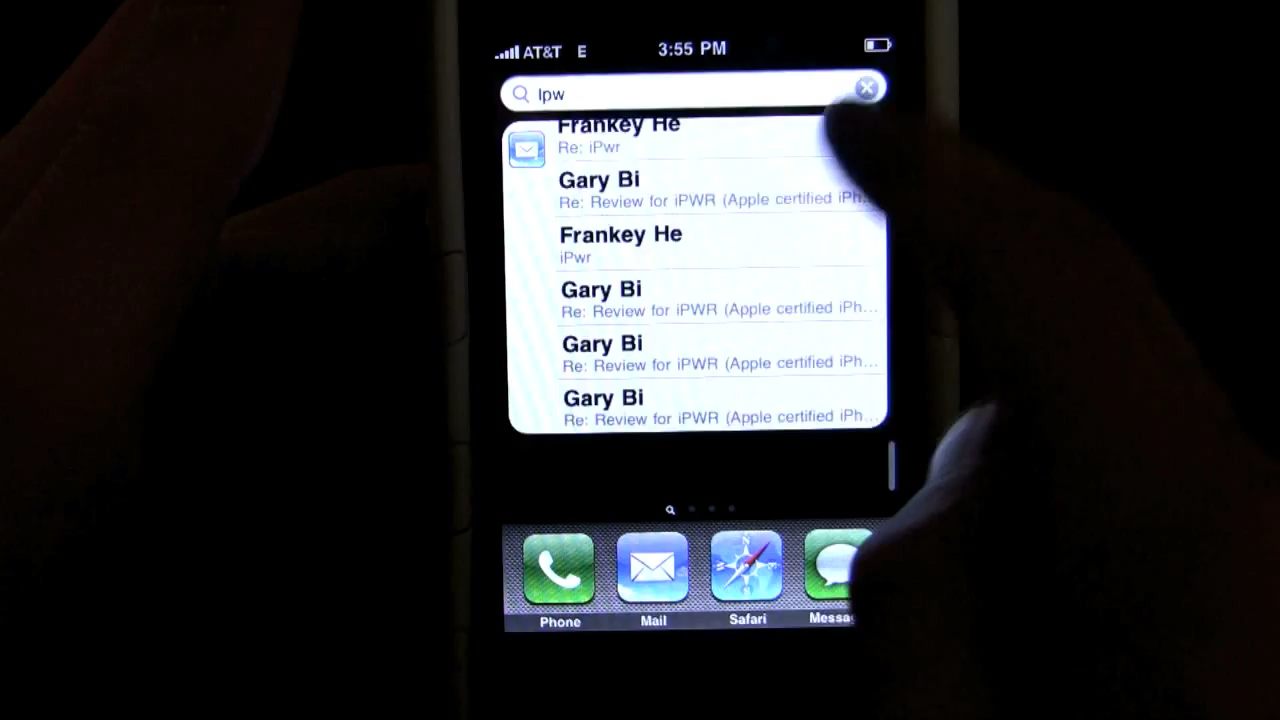 AT&T E 3:55 PM
Ipw
Frankey He
Re: iPwr
Gary Bi
Re: Review for iPWR (Apple certified iPh...
Frankey He
iPwr
Gary Bi
Re: Review for iPWR (Apple certified iPh...
Gary Bi
Re: Review for iPWR (Apple certified iPh...
Gary Bi
Re: Review for iPWR (Apple certified iPh...
Phone Mail Safari Messa